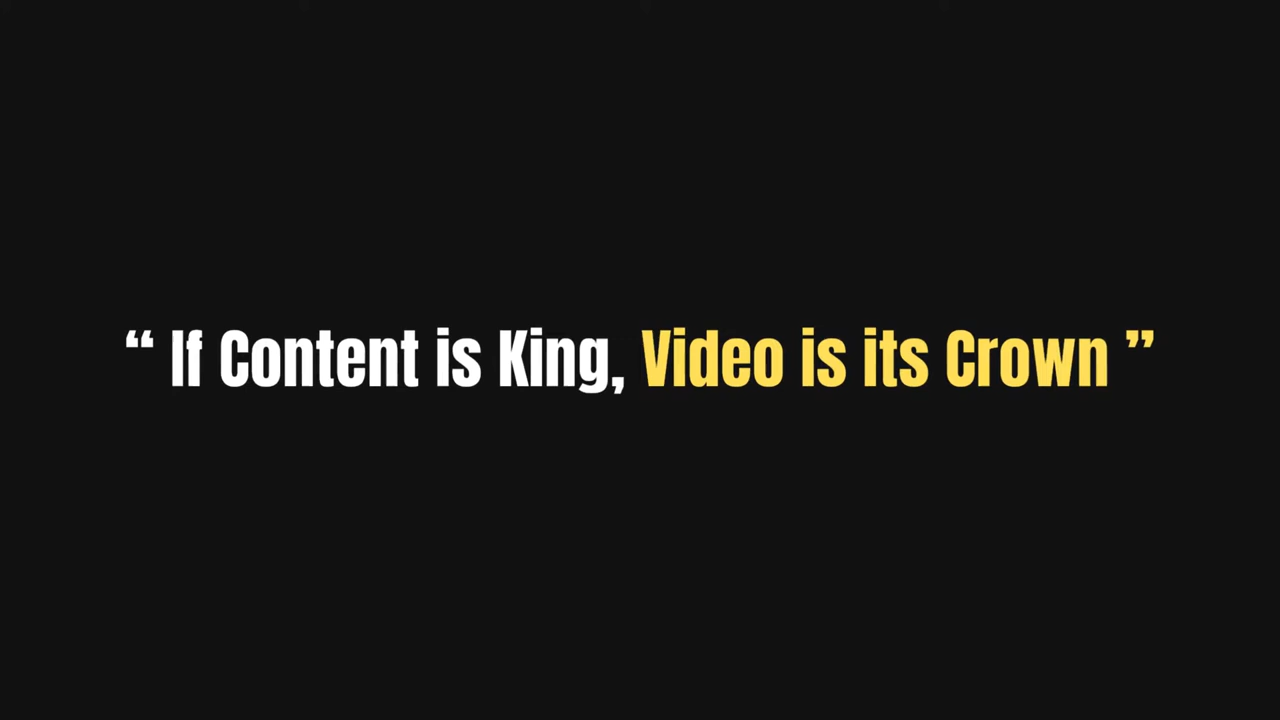 “ If Content is King, Video is its Crown ”